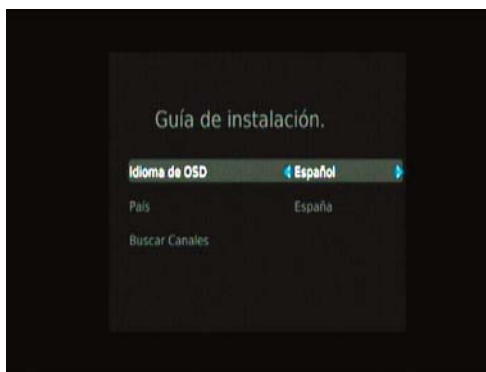 Guía de instalación.
Idioma de OSD Español
País España
Buscar Canales